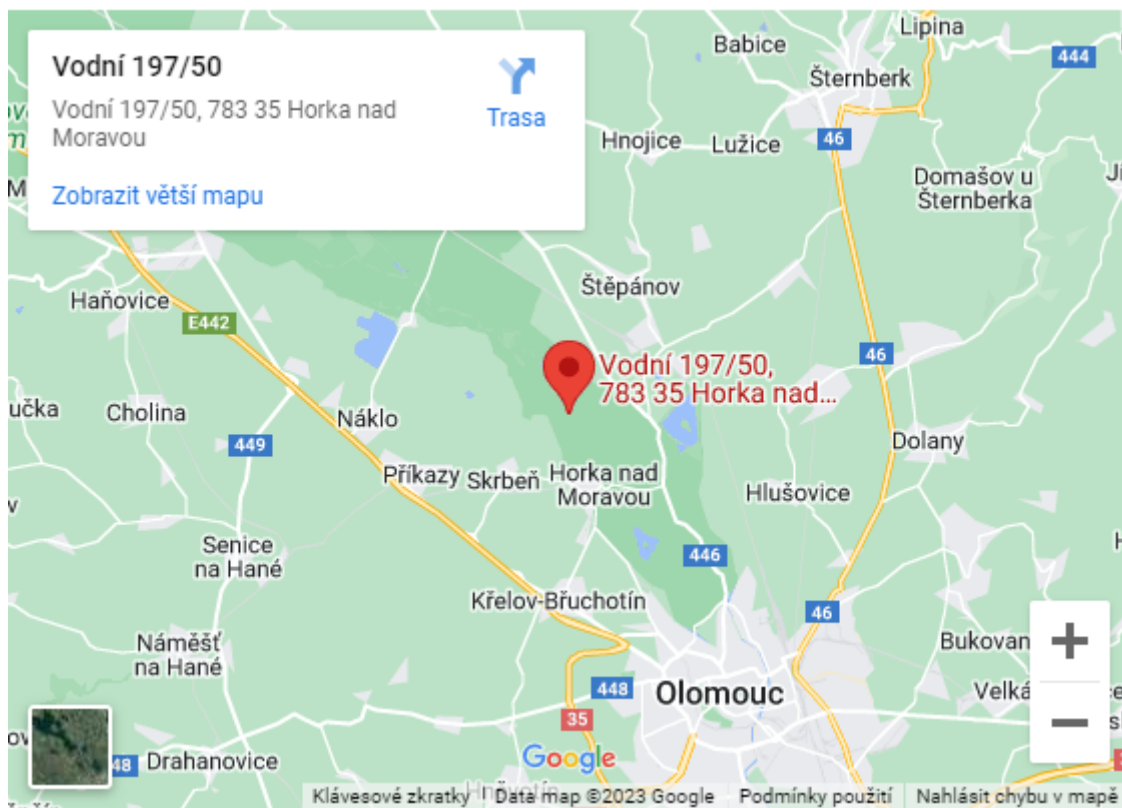 Vodní 197/50
Vodní 197/50, 783 35 Horka nad
Moravou
Trasa
Zobrazit větší mapu
Lipina
Babice
444
Šternberk
46
Hnojice
Lužice
Domašov u
Šternberka
Štěpánov
Haňovice
E442
46
Vodní 197/50,
783 35 Horka nad...
Cholina
Náklo
449
Dolany
Příkazy
Skrbeň
Horka nad
Moravou
Hlušovice
Senice
na Hané
446
Křelov-Břuchotín
46
Náměšť
na Hané
Bukovan
+
448
Olomouc
Velká
35
−
Drahanovice
Google
Klávesové zkratky
Data map ©2023 Google
Podmínky použití
Nahlásit chybu v mapě